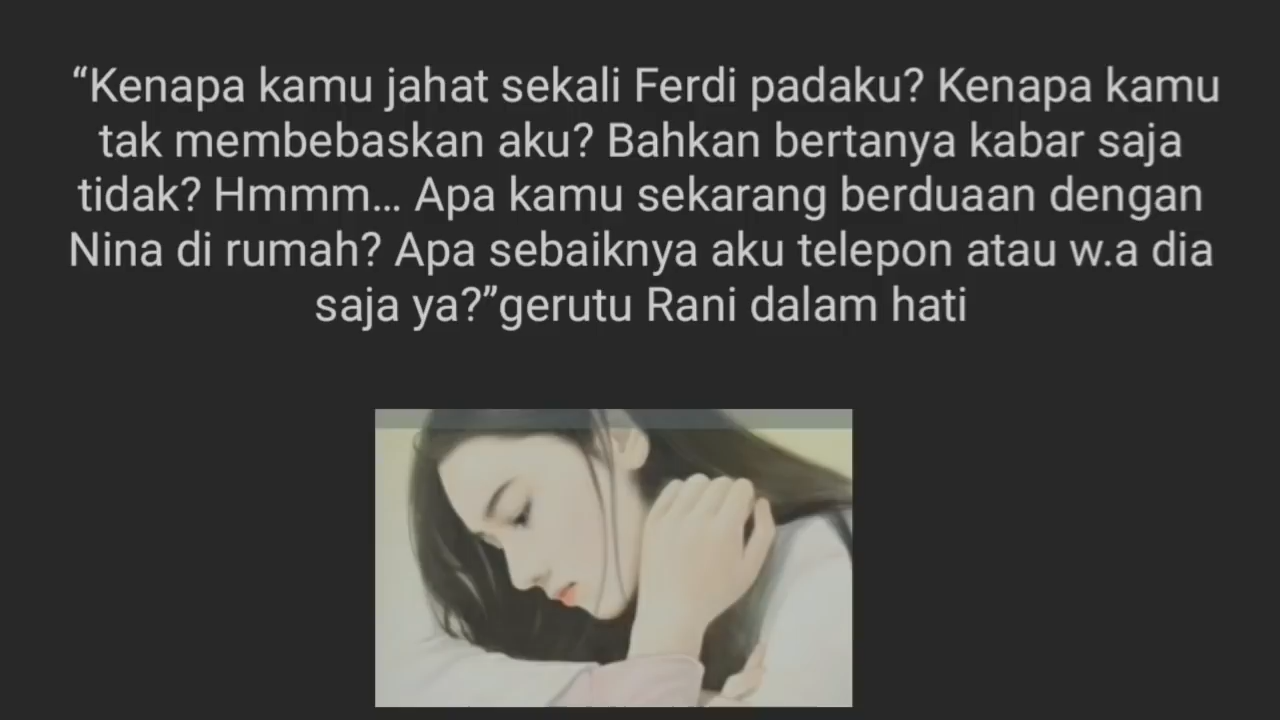 “Kenapa kamu jahat sekali Ferdi padaku? Kenapa kamu
tak membebaskan aku? Bahkan bertanya kabar saja
tidak? Hmmm... Apa kamu sekarang berduaan dengan
Nina di rumah? Apa sebaiknya aku telepon atau w.a dia
saja ya?”gerutu Rani dalam hati